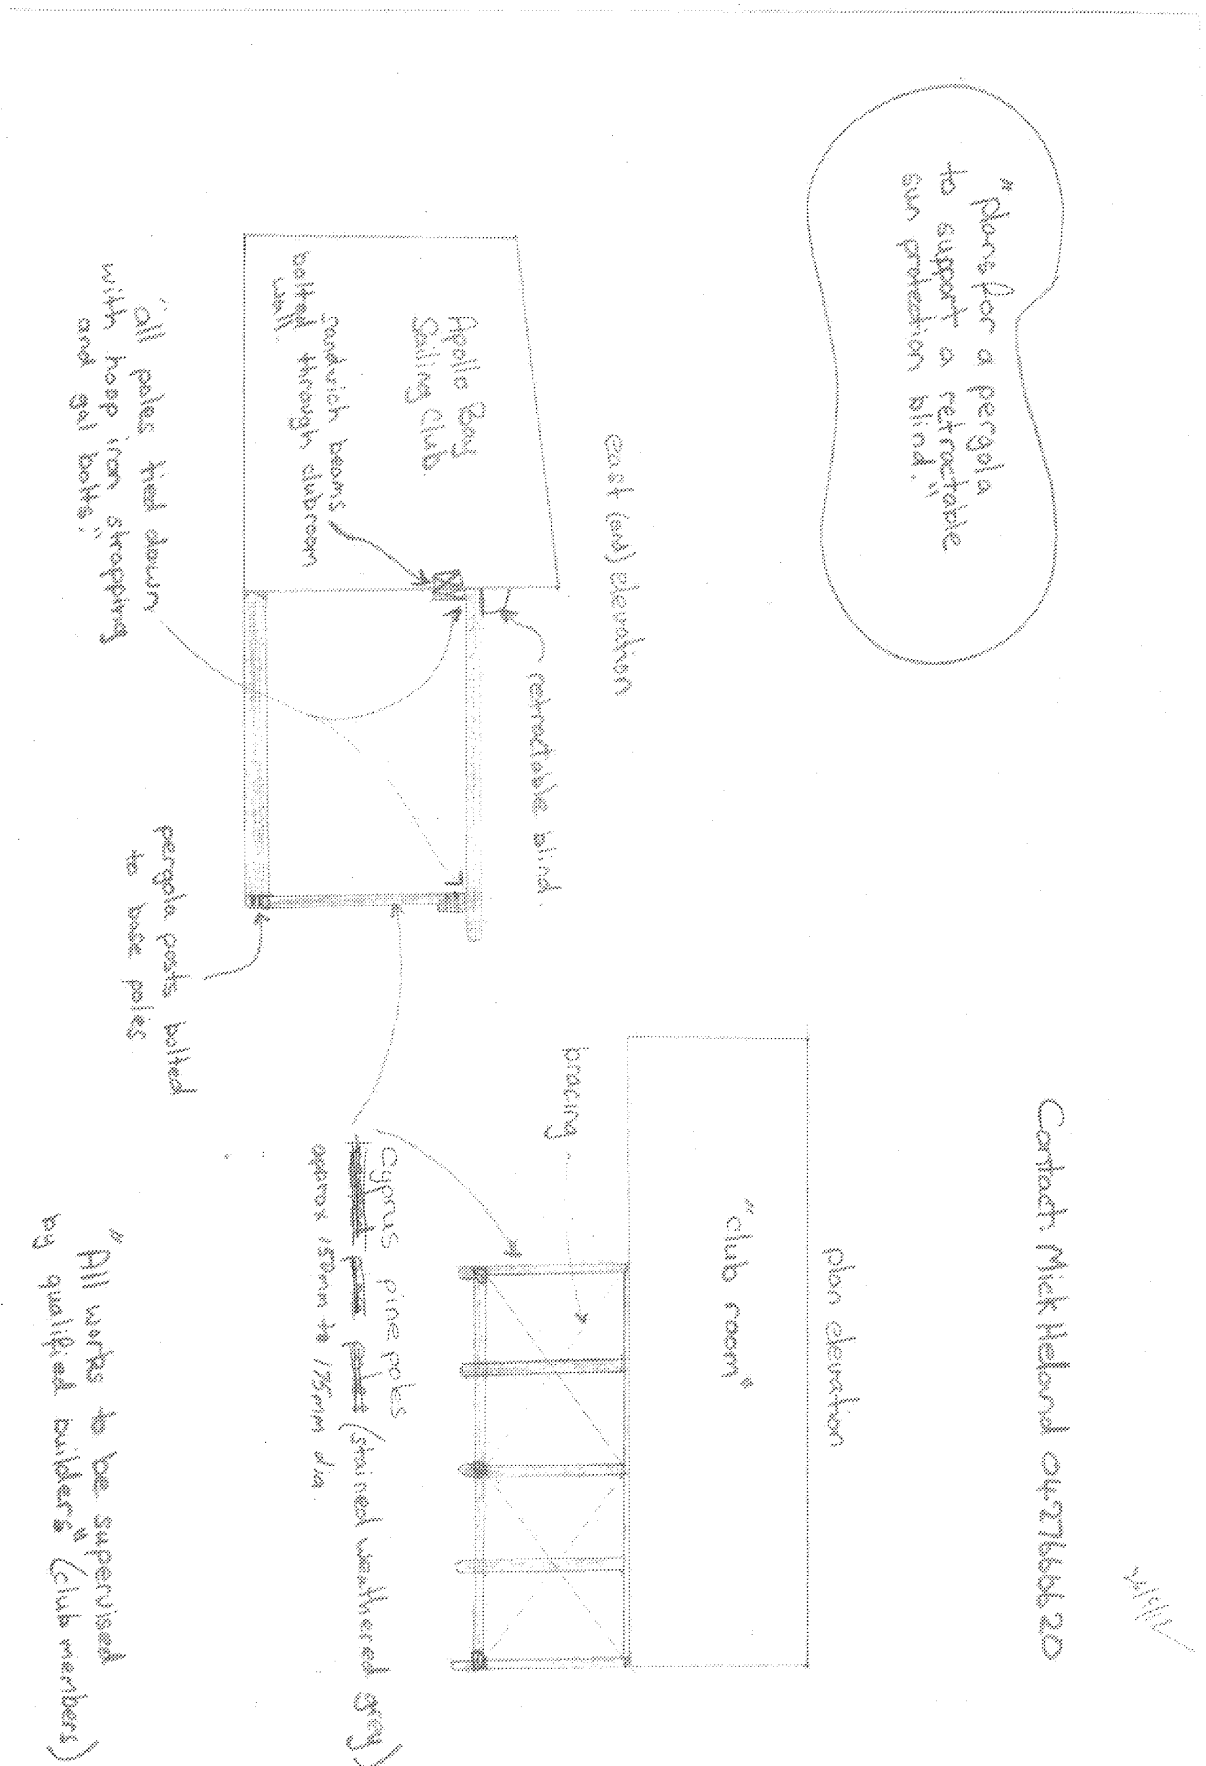 "plans for a pergola
to support a retractable
sun protection blind."
Contact. Mick Heland 0427766620
east (end) elevation
plan elevation
Apollo Bay
Sailing Club.
"club room"
retractable blind.
bracing
Sandwich beams
bolted through clubroom
wall.
"all poles tied down
with hoop iron strapping
and gal bolts."
pergola posts bolted
to base poles
Cyprus pine poles
(stained weathered grey)
approx 150mm to 175mm dia
"All works to be supervised
by qualified builders" (club members)